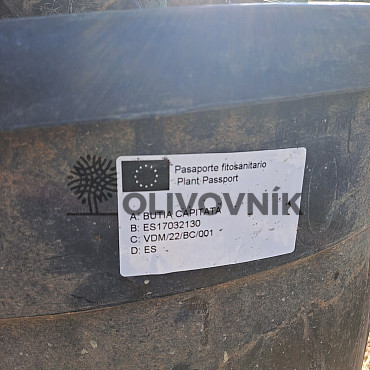 Pasaporte fitosanitario
Plant Passport
OLIVOVNÍK
A: BUTIA CAPITATA
B: ES17032130
C: VDM/22/BC/001
D: ES